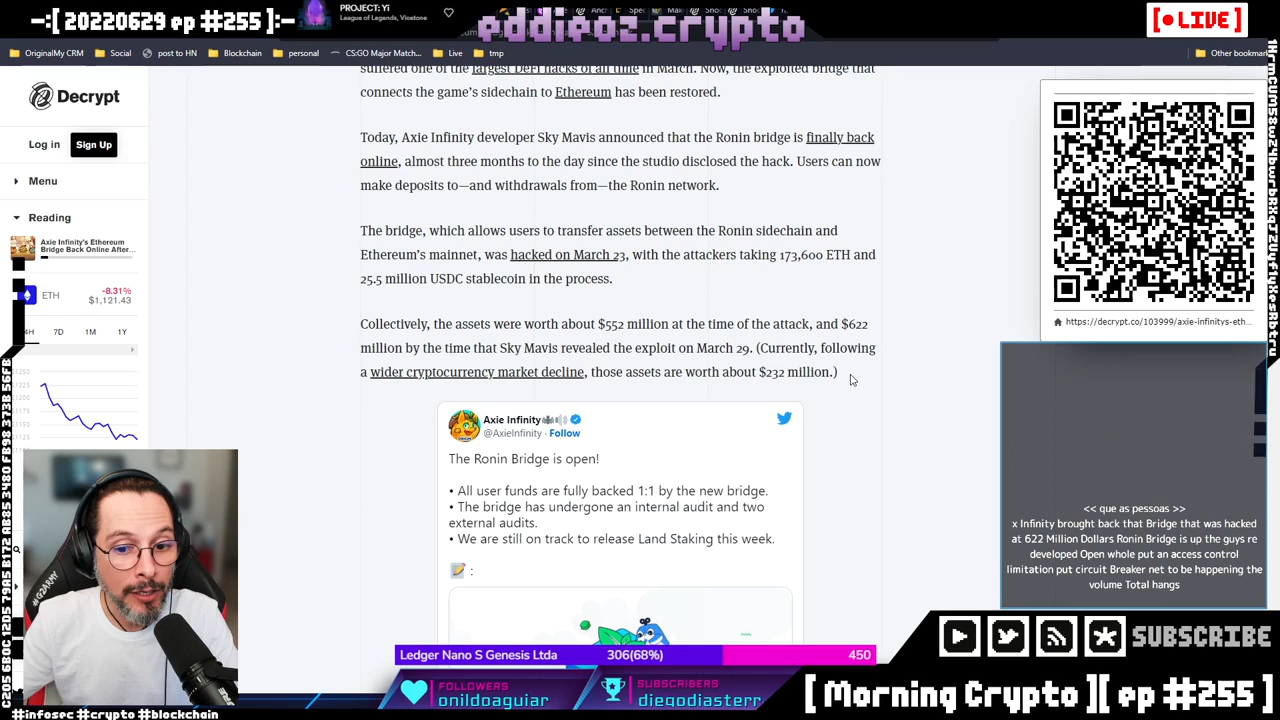 -:[ 20220629 ep #255 ]:-
PROJECT: Yi
League of Legends, Vicetone
eddieoz.crypto
[ LIVE ]
OriginalMy CRM
Social
post to HN
Blockchain
personal
CS:GO Major Match...
Live
tmp
Other bookmar
Decrypt
Log in
Sign Up
Menu
Reading
Axie Infinity's Ethereum
Bridge Back Online After...
ETH
-8.31%
$1,121.43
7D
1M
1Y
suffered one of the largest DeFi hacks of all time in March. Now, the exploited bridge that
connects the game's sidechain to Ethereum has been restored.
Today, Axie Infinity developer Sky Mavis announced that the Ronin bridge is finally back
online, almost three months to the day since the studio disclosed the hack. Users can now
make deposits to—and withdrawals from—the Ronin network.
The bridge, which allows users to transfer assets between the Ronin sidechain and
Ethereum's mainnet, was hacked on March 23, with the attackers taking 173,600 ETH and
25.5 million USDC stablecoin in the process.
Collectively, the assets were worth about $552 million at the time of the attack, and $622
million by the time that Sky Mavis revealed the exploit on March 29. (Currently, following
a wider cryptocurrency market decline, those assets are worth about $232 million.)
Axie Infinity
@AxieInfinity · Follow
The Ronin Bridge is open!
• All user funds are fully backed 1:1 by the new bridge.
• The bridge has undergone an internal audit and two
external audits.
• We are still on track to release Land Staking this week.
:
https://decrypt.co/103999/axie-infinitys-eth...
<< que as pessoas >>
x Infinity brought back that Bridge that was hacked
at 622 Million Dollars Ronin Bridge is up the guys re
developed Open whole put an access control
limitation put circuit Breaker net to be happening the
volume Total hangs
#G2ARMY
Ledger Nano S Genesis Ltda
306(68%)
450
FOLLOWERS
onildoaguiar
SUBSCRIBERS
diegodiasterr
SUBSCRIBE
[ Morning Crypto ][ ep #255 ]
#infosec #crypto #blockchain